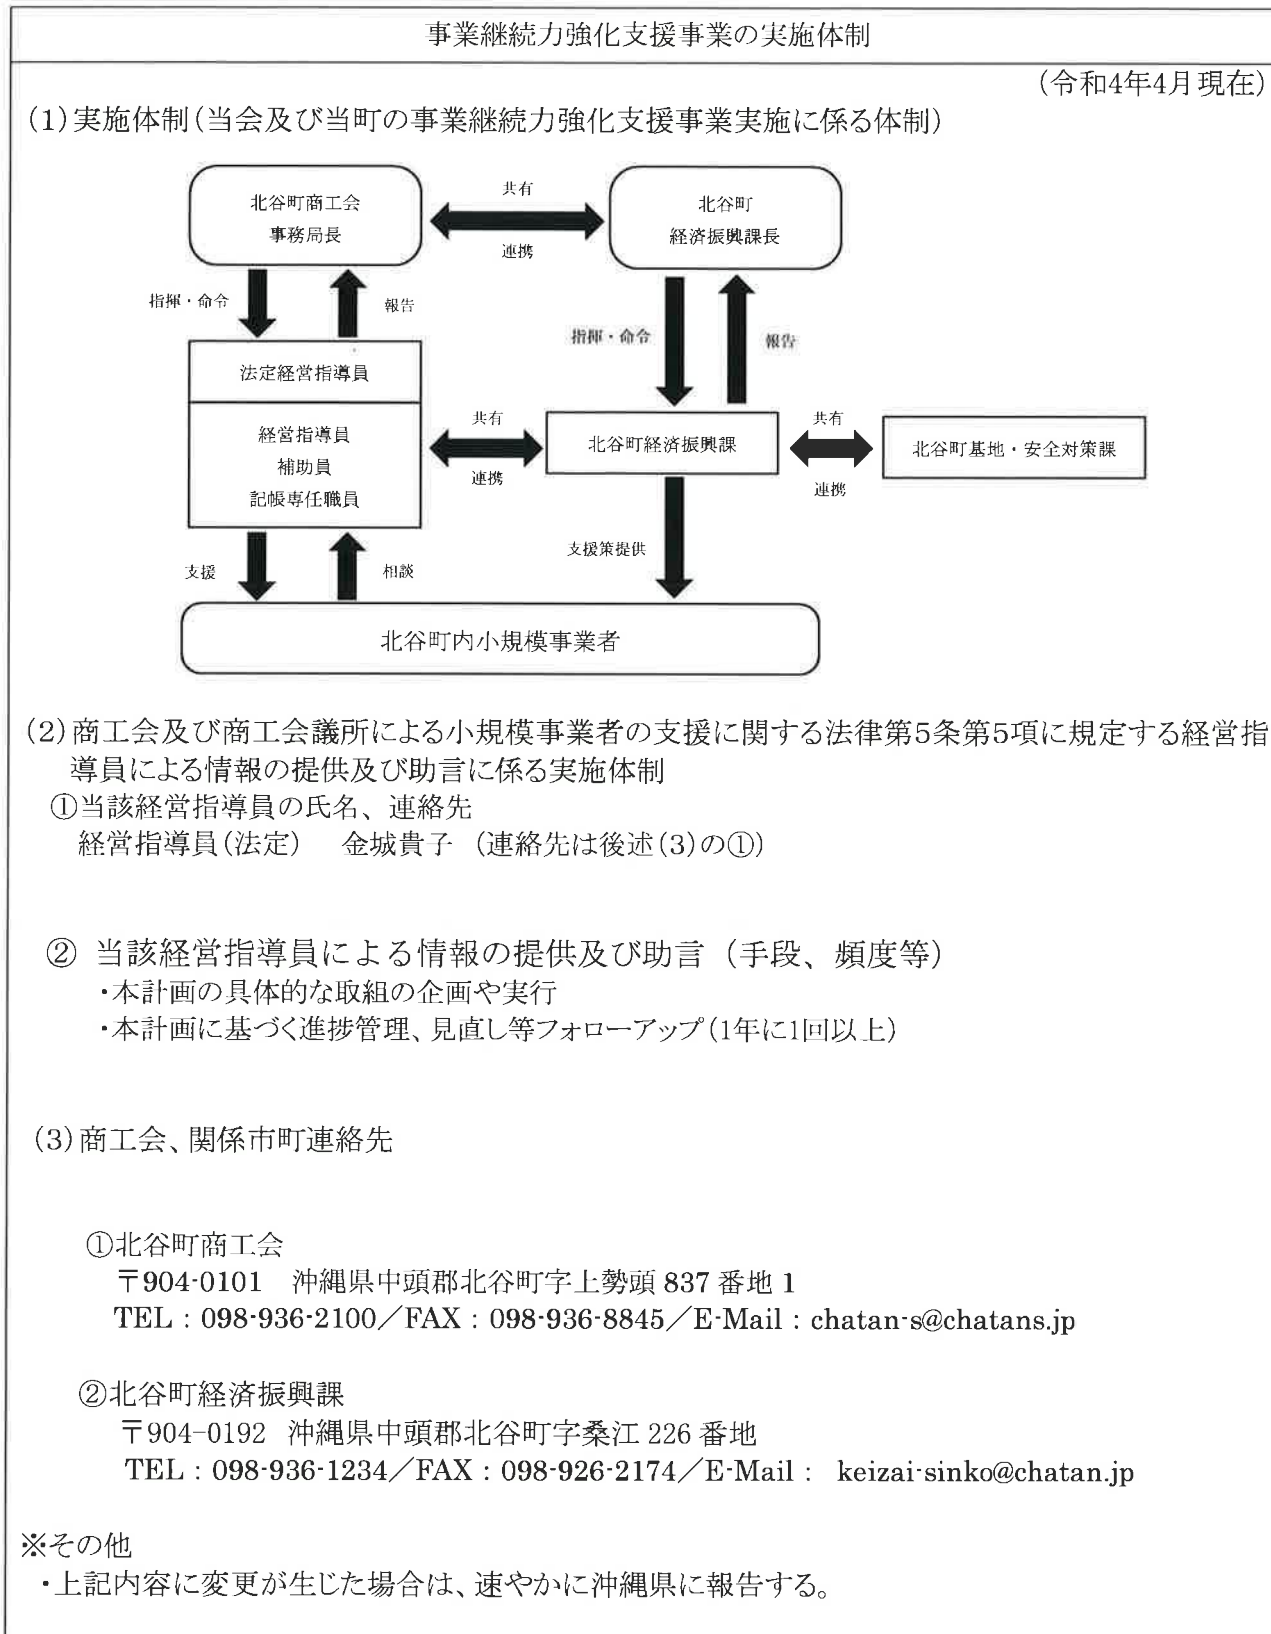 事業継続力強化支援事業の実施体制
(令和4年4月現在)
(1)実施体制(当会及び当町の事業継続力強化支援事業実施に係る体制)
北谷町商工会
事務局長
共有
連携
北谷町
経済振興課長
指揮・命令
報告
指揮・命令
報告
法定経営指導員
経営指導員
補助員
記帳専任職員
共有
連携
北谷町経済振興課
共有
連携
北谷町基地・安全対策課
支援
相談
支援策提供
北谷町内小規模事業者
(2)商工会及び商工会議所による小規模事業者の支援に関する法律第5条第5項に規定する経営指
導員による情報の提供及び助言に係る実施体制
①当該経営指導員の氏名、連絡先
経営指導員(法定) 金城貴子 (連絡先は後述(3)の①)
② 当該経営指導員による情報の提供及び助言(手段、頻度等)
・本計画の具体的な取組の企画や実行
・本計画に基づく進捗管理、見直し等フォローアップ(1年に1回以上)
(3)商工会、関係市町連絡先
①北谷町商工会
〒904-0101 沖縄県中頭郡北谷町字上勢頭 837 番地 1
TEL:098-936-2100/FAX:098-936-8845/E-Mail:chatan-s@chatans.jp
②北谷町経済振興課
〒904-0192 沖縄県中頭郡北谷町字桑江 226 番地
TEL:098-936-1234/FAX:098-926-2174/E-Mail: keizai-sinko@chatan.jp
※その他
・上記内容に変更が生じた場合は、速やかに沖縄県に報告する。